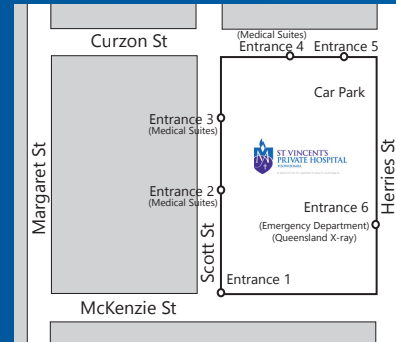 (Medical Suites)
Curzon St
Entrance 4
Entrance 5
Car Park
Entrance 3
(Medical Suites)
ST VINCENT'S
PRIVATE HOSPITAL
TOOWOOMBA
Margaret St
Herries St
Entrance 2
(Medical Suites)
Entrance 6
(Emergency Department)
(Queensland X-ray)
Scott St
Entrance 1
McKenzie St